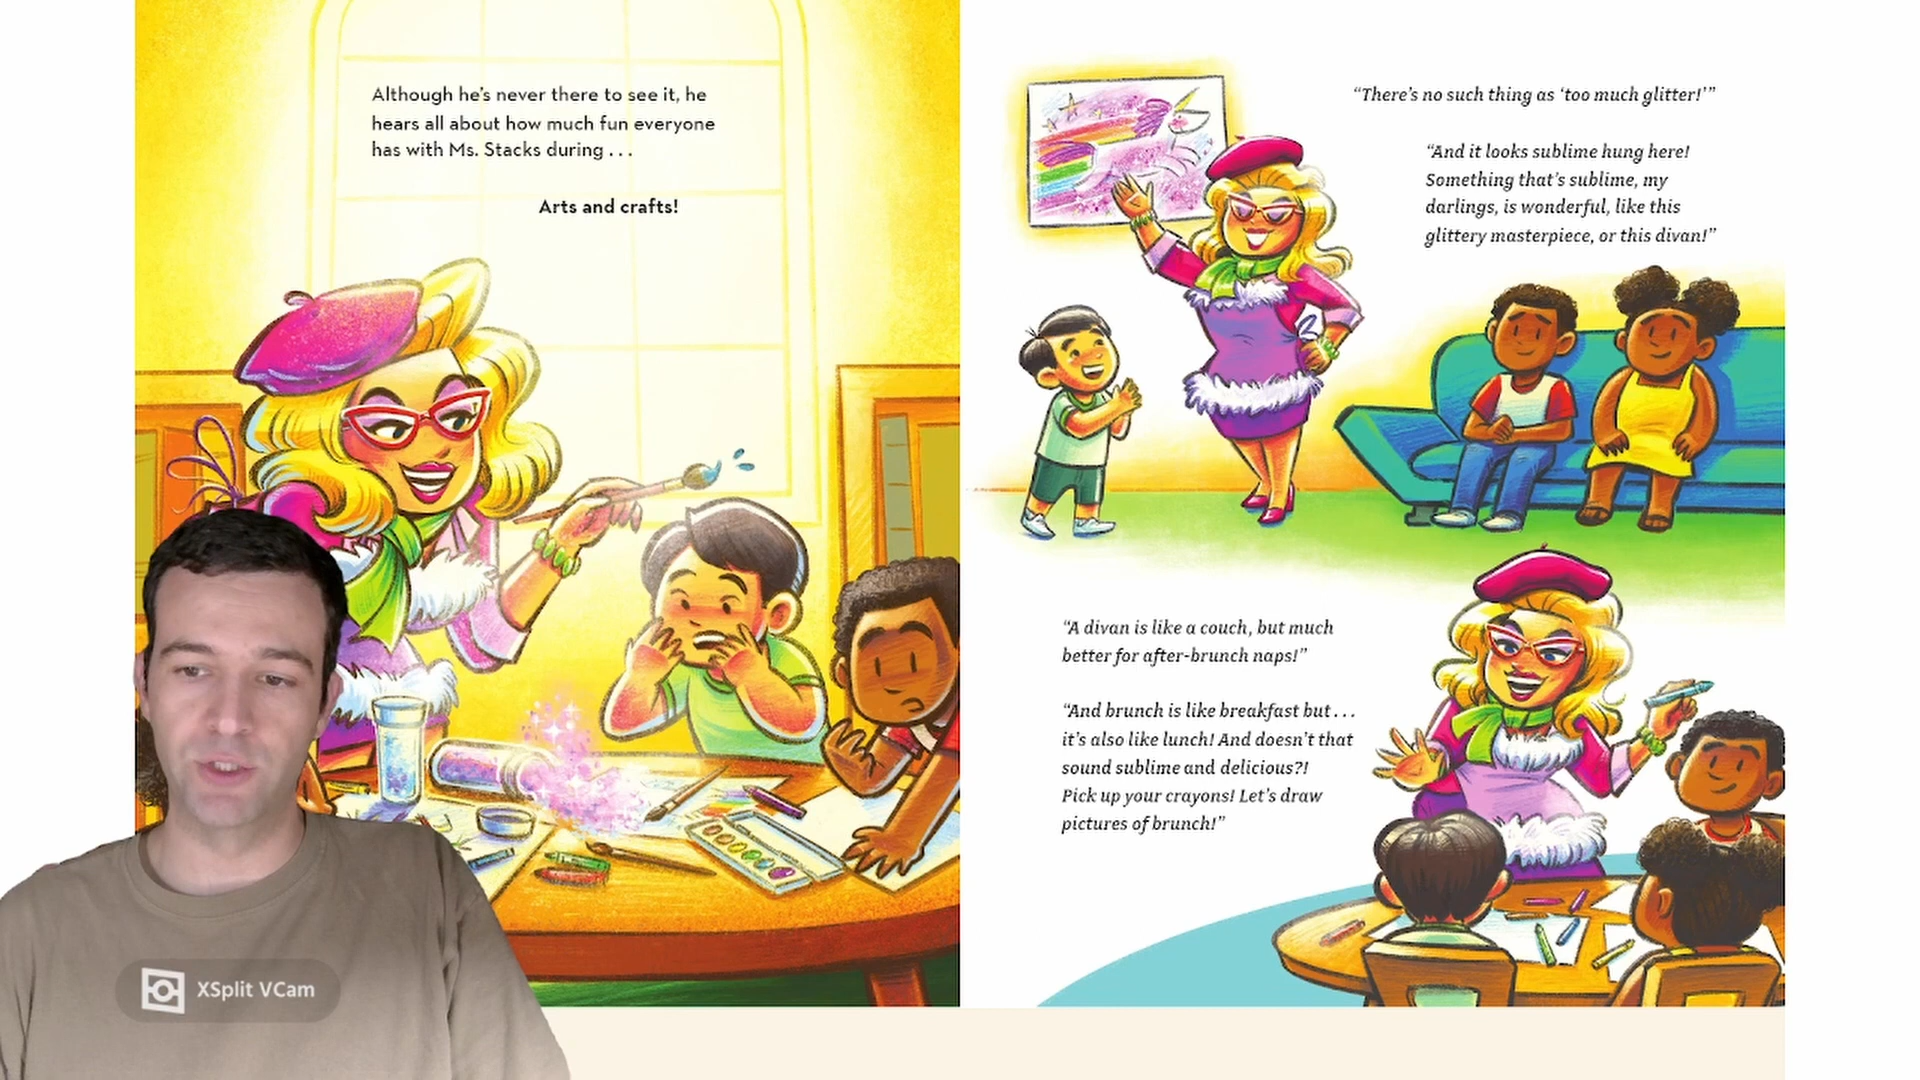 Although he's never there to see it, he
hears all about how much fun everyone
has with Ms. Stacks during . . .
Arts and crafts!
“There's no such thing as ‘too much glitter!’”
“And it looks sublime hung here!
Something that's sublime, my
darlings, is wonderful, like this
glittery masterpiece, or this divan!”
“A divan is like a couch, but much
better for after-brunch naps!”
“And brunch is like breakfast but . . .
it's also like lunch! And doesn't that
sound sublime and delicious?!
Pick up your crayons! Let's draw
pictures of brunch!”
XSplit VCam